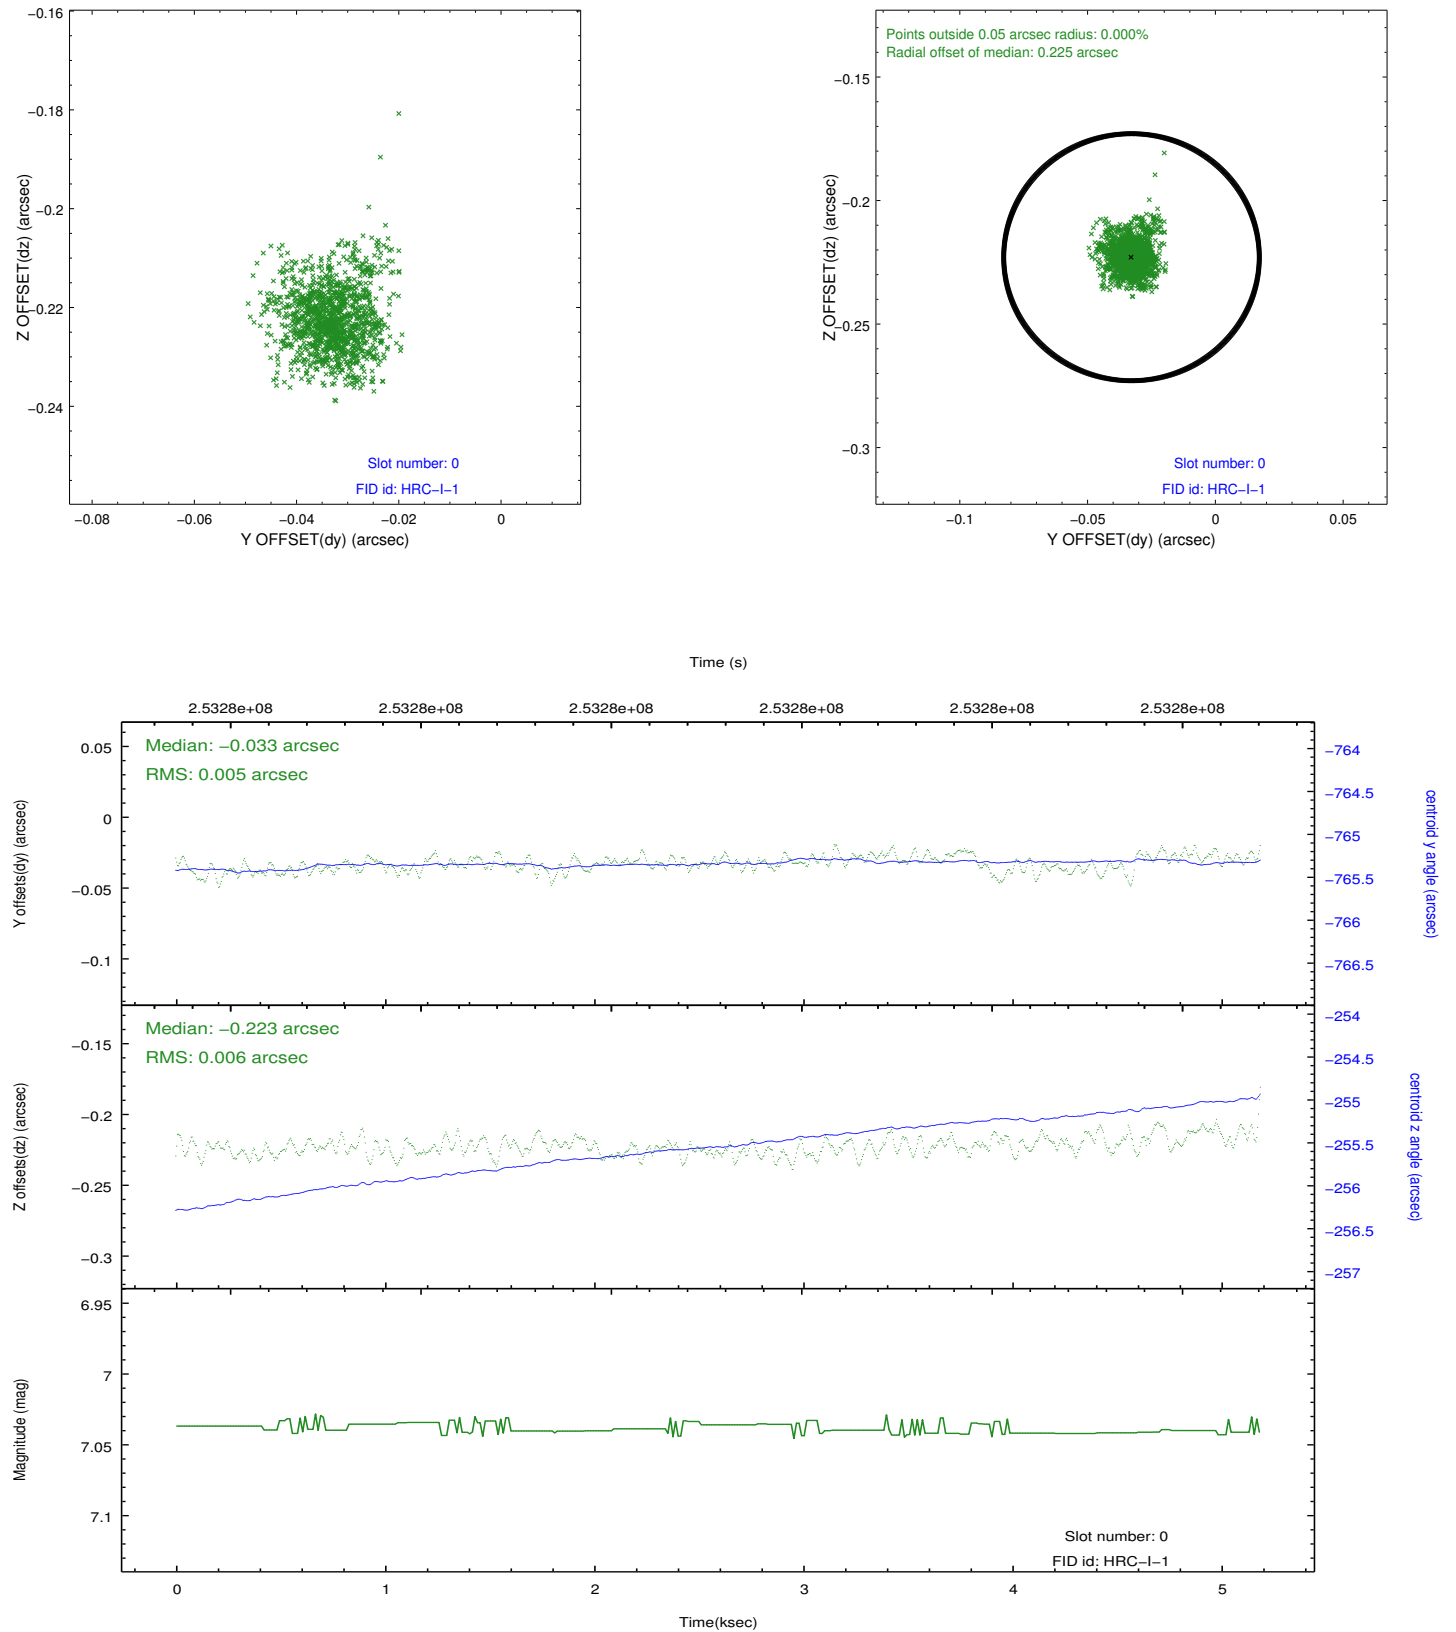 −0.16
−0.18
−0.2
−0.22
−0.24
Z OFFSET(dz) (arcsec)
Slot number: 0
FID id: HRC−I−1
−0.08 −0.06 −0.04 −0.02 0
Y OFFSET(dy) (arcsec)
Points outside 0.05 arcsec radius: 0.000%
Radial offset of median: 0.225 arcsec
−0.15
−0.2
−0.25
−0.3
Z OFFSET(dz) (arcsec)
Slot number: 0
FID id: HRC−I−1
−0.1 −0.05 0 0.05
Y OFFSET(dy) (arcsec)
Time (s)
2.5328e+08 2.5328e+08 2.5328e+08 2.5328e+08 2.5328e+08 2.5328e+08
Median: −0.033 arcsec
RMS: 0.005 arcsec
0.05
0
−0.05
−0.1
Y offsets(dy) (arcsec)
−764
−764.5
−765
−765.5
−766
−766.5
centroid y angle (arcsec)
Median: −0.223 arcsec
RMS: 0.006 arcsec
−0.15
−0.2
−0.25
−0.3
Z offsets(dz) (arcsec)
−254
−254.5
−255
−255.5
−256
−256.5
−257
centroid z angle (arcsec)
6.95
7
7.05
7.1
Magnitude (mag)
Slot number: 0
FID id: HRC−I−1
0 1 2 3 4 5
Time(ksec)